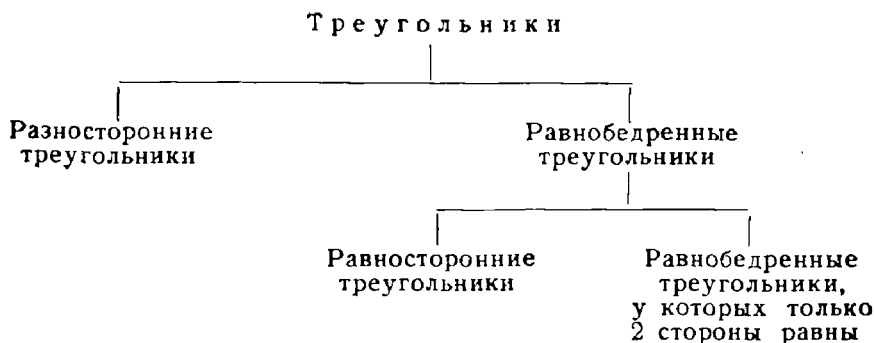 Треугольники
Разносторонние
треугольники
Равнобедренные
треугольники
Равносторонние
треугольники
Равнобедренные
треугольники,
у которых только
2 стороны равны